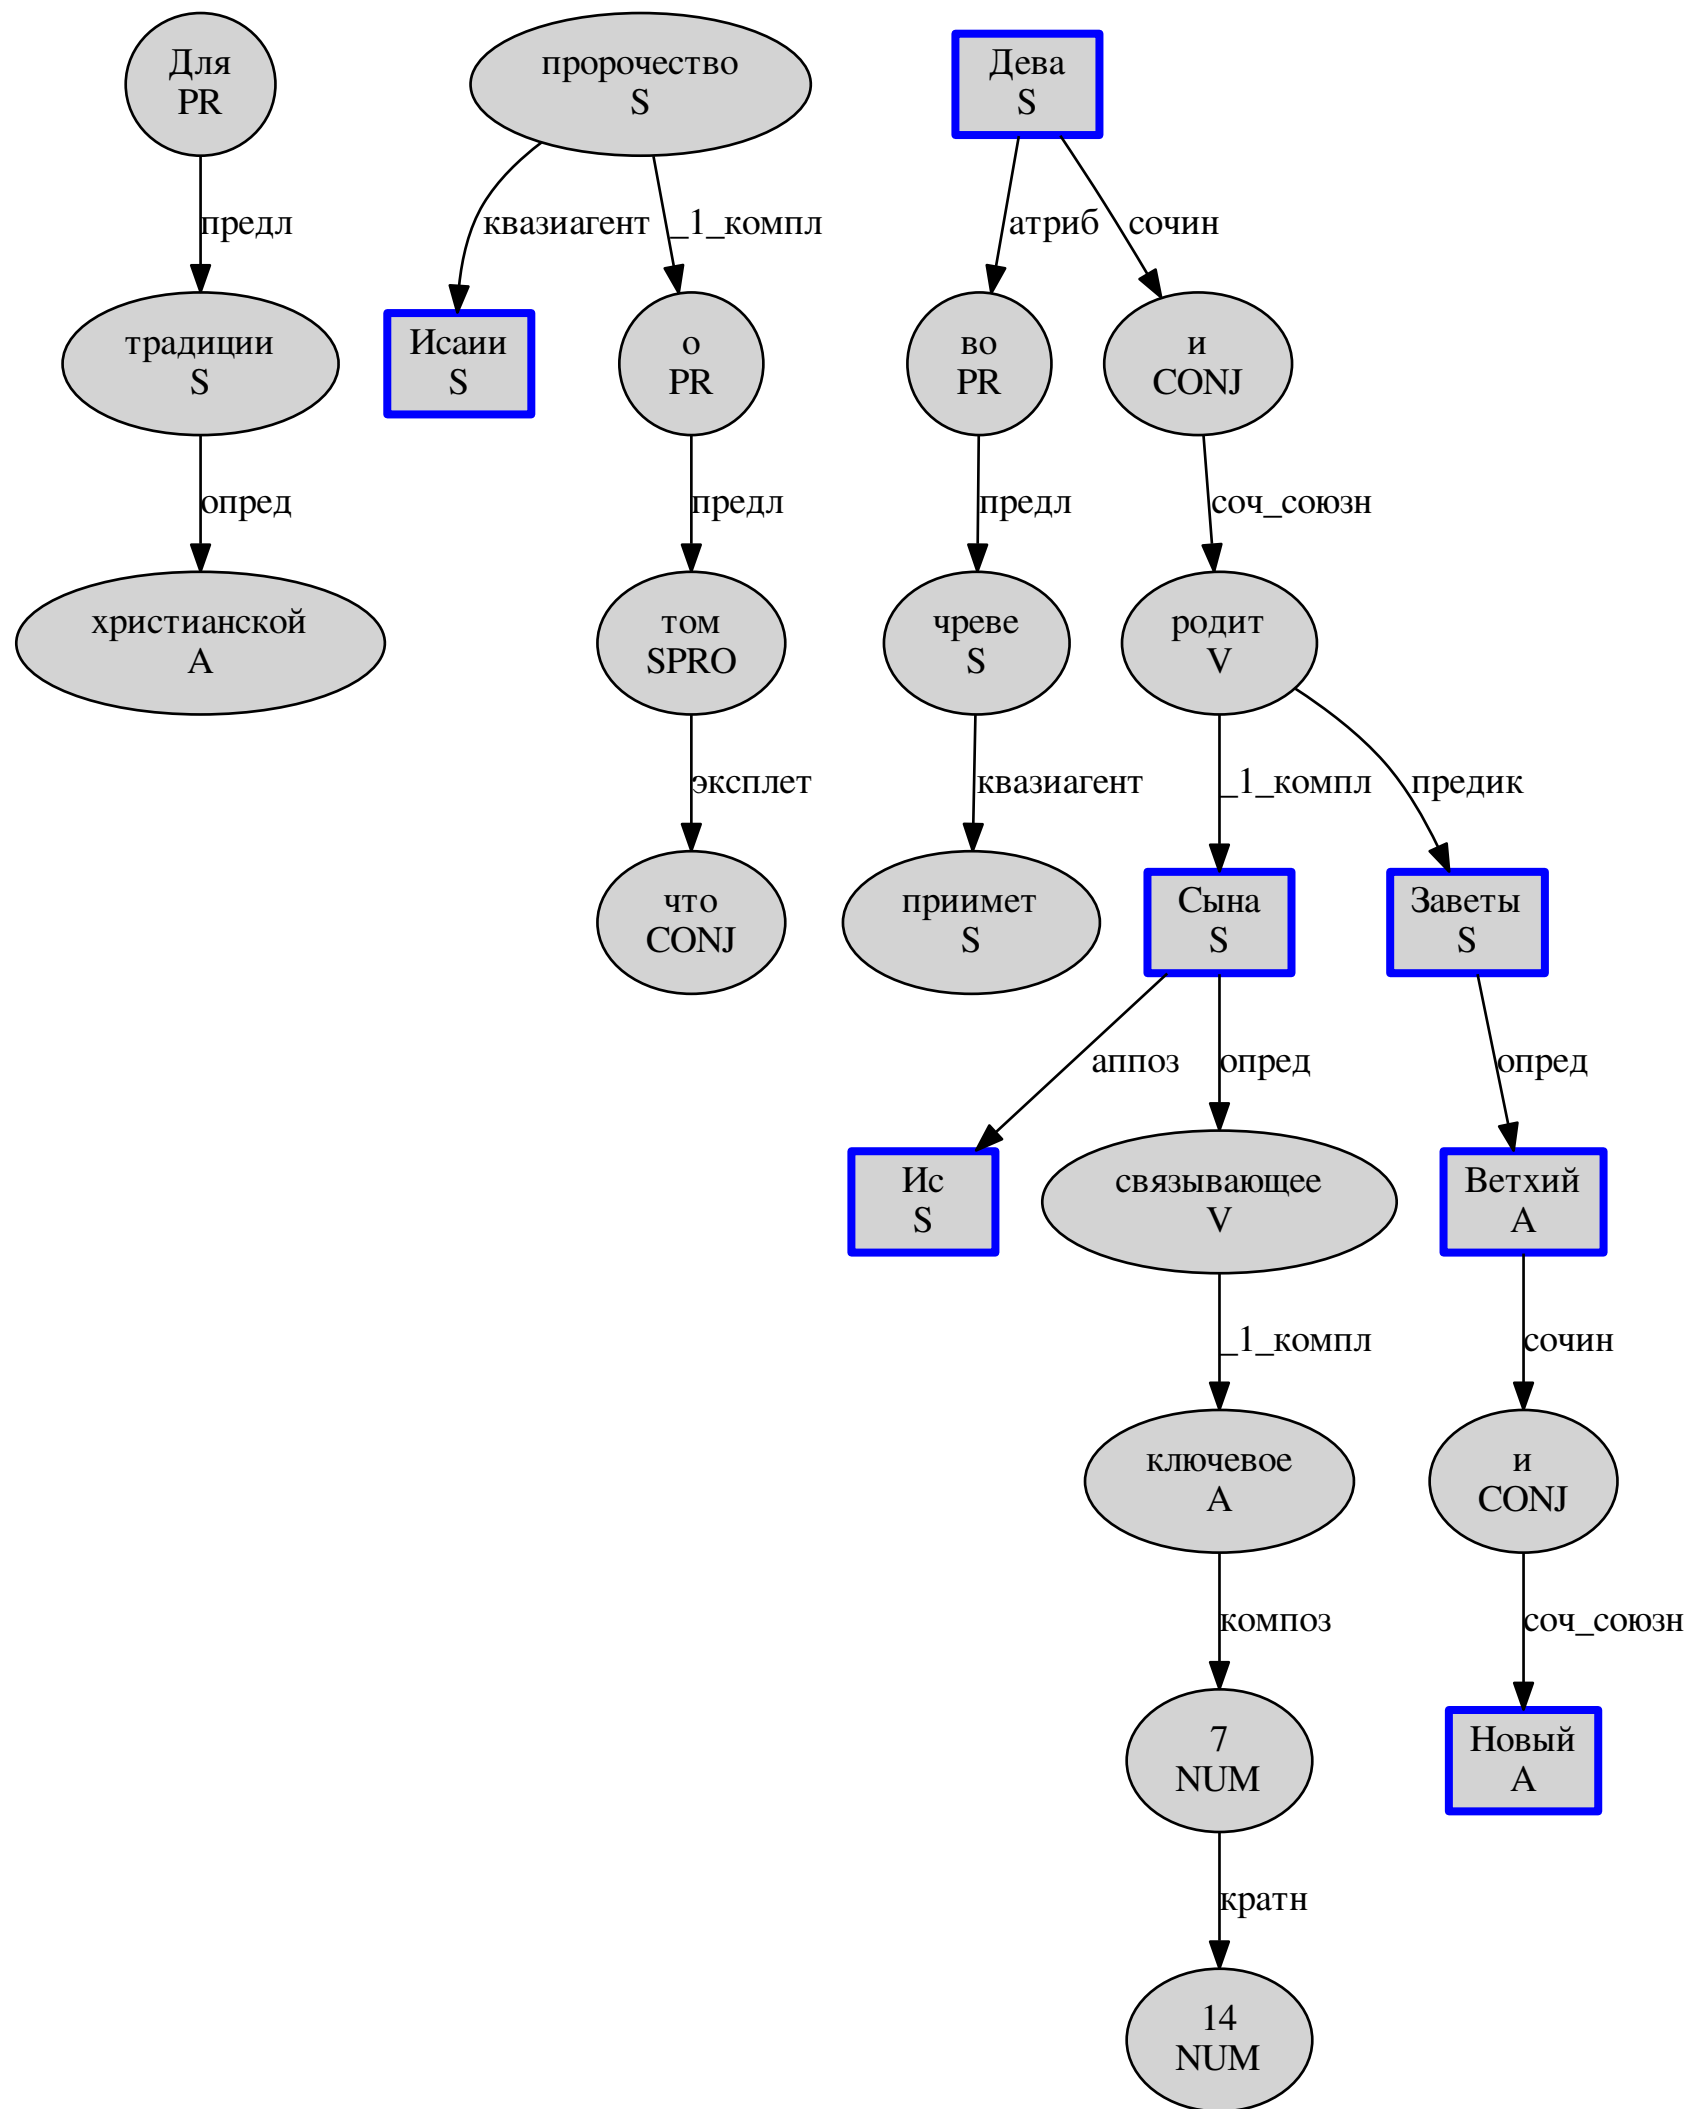 Для
PR
пророчество
S
Дева
S
предл
квазиагент
_1_компл
атриб
сочин
традиции
S
Исаии
S
о
PR
во
PR
и
CONJ
опред
предл
предл
соч_союзн
христианской
A
том
SPRO
чреве
S
родит
V
эксплет
квазиагент
_1_компл
предик
что
CONJ
приимет
S
Сына
S
Заветы
S
аппоз
опред
опред
Ис
S
связывающее
V
Ветхий
A
_1_компл
сочин
ключевое
A
и
CONJ
композ
соч_союзн
7
NUM
Новый
A
кратн
14
NUM